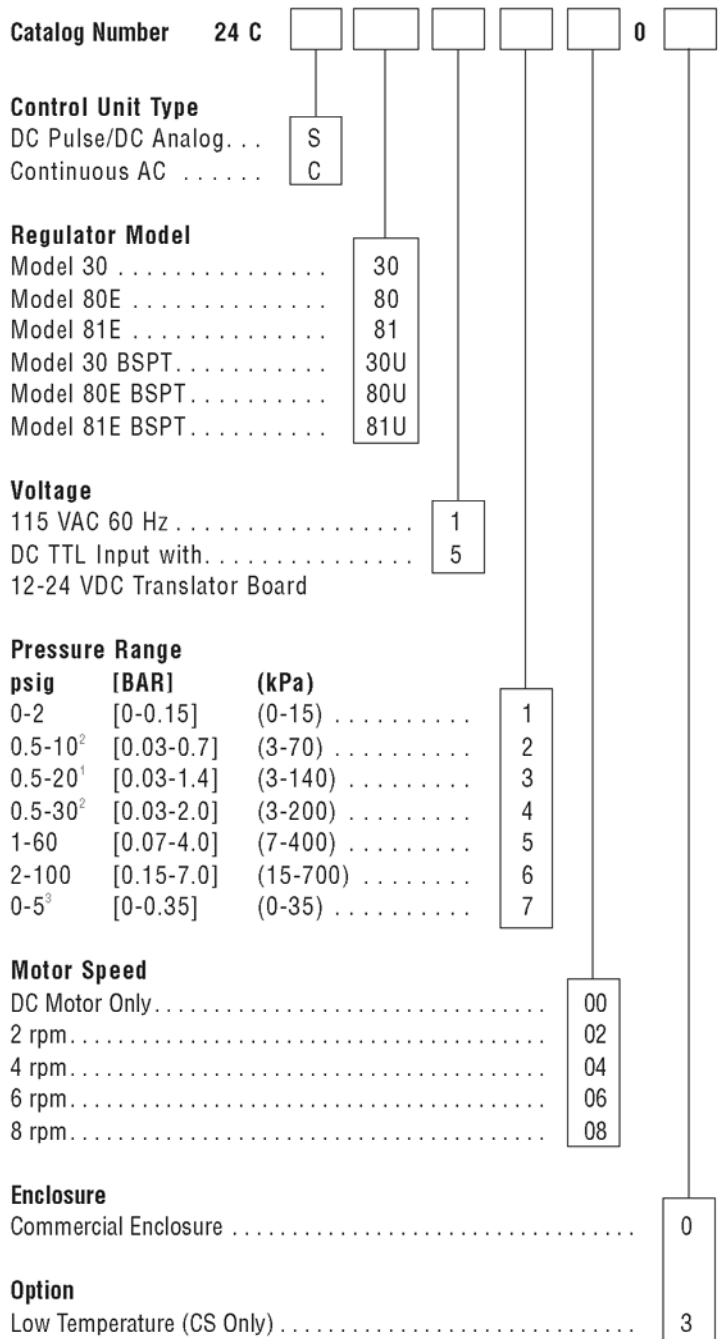 Catalog Number 24 C 0
Control Unit Type
DC Pulse/DC Analog. . . S
Continuous AC . . . . . . C
Regulator Model
Model 30 . . . . . . . . . . . . . . . 30
Model 80E . . . . . . . . . . . . . . 80
Model 81E . . . . . . . . . . . . . . 81
Model 30 BSPT. . . . . . . . . . . 30U
Model 80E BSPT. . . . . . . . . . 80U
Model 81E BSPT. . . . . . . . . . 81U
Voltage
115 VAC 60 Hz . . . . . . . . . . . . . . . . . 1
DC TTL Input with. . . . . . . . . . . . . . . 5
12-24 VDC Translator Board
Pressure Range
psig [BAR] (kPa)
0-2 [0-0.15] (0-15) . . . . . . . . . . 1
0.5-10² [0.03-0.7] (3-70) . . . . . . . . . . 2
0.5-20¹ [0.03-1.4] (3-140) . . . . . . . . . 3
0.5-30² [0.03-2.0] (3-200) . . . . . . . . . 4
1-60 [0.07-4.0] (7-400) . . . . . . . . . 5
2-100 [0.15-7.0] (15-700) . . . . . . . . 6
0-5³ [0-0.35] (0-35) . . . . . . . . . . 7
Motor Speed
DC Motor Only. . . . . . . . . . . . . . . . . . . . . . . . . . . . . . . . 00
2 rpm. . . . . . . . . . . . . . . . . . . . . . . . . . . . . . . . . . . . . . . 02
4 rpm. . . . . . . . . . . . . . . . . . . . . . . . . . . . . . . . . . . . . . . 04
6 rpm. . . . . . . . . . . . . . . . . . . . . . . . . . . . . . . . . . . . . . . 06
8 rpm. . . . . . . . . . . . . . . . . . . . . . . . . . . . . . . . . . . . . . . 08
Enclosure
Commercial Enclosure . . . . . . . . . . . . . . . . . . . . . . . . . . . . . . . . . 0
Option
Low Temperature (CS Only) . . . . . . . . . . . . . . . . . . . . . . . . . . . . . 3